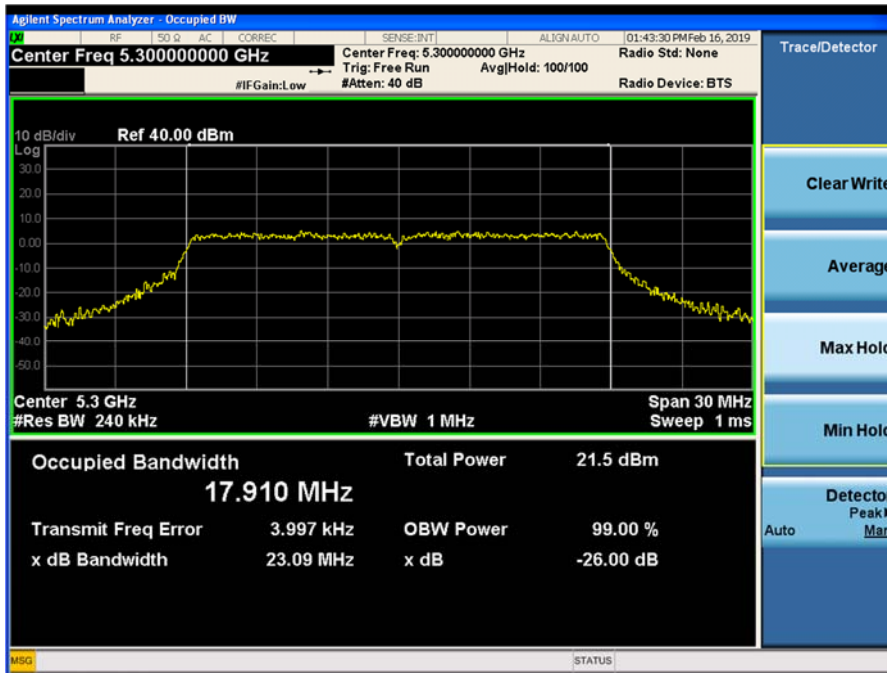 Agilent Spectrum Analyzer - Occupied BW
RF 50 Ω AC CORREC SENSE:INT ALIGN AUTO 01:43:30 PM Feb 16, 2019
Center Freq 5.300000000 GHz
Center Freq: 5.300000000 GHz Radio Std: None
Trig: Free Run Avg|Hold: 100/100
#IFGain:Low #Atten: 40 dB Radio Device: BTS
Trace/Detector
10 dB/div Ref 40.00 dBm
Log
30.0
20.0
10.0
0.00
-10.0
-20.0
-30.0
-40.0
-50.0
Center 5.3 GHz Span 30 MHz
#Res BW 240 kHz #VBW 1 MHz Sweep 1 ms
Occupied Bandwidth Total Power 21.5 dBm
17.910 MHz
Transmit Freq Error 3.997 kHz OBW Power 99.00 %
x dB Bandwidth 23.09 MHz x dB -26.00 dB
Clear Write
Average
Max Hold
Min Hold
Detector
Peak
Auto Man
MSG STATUS